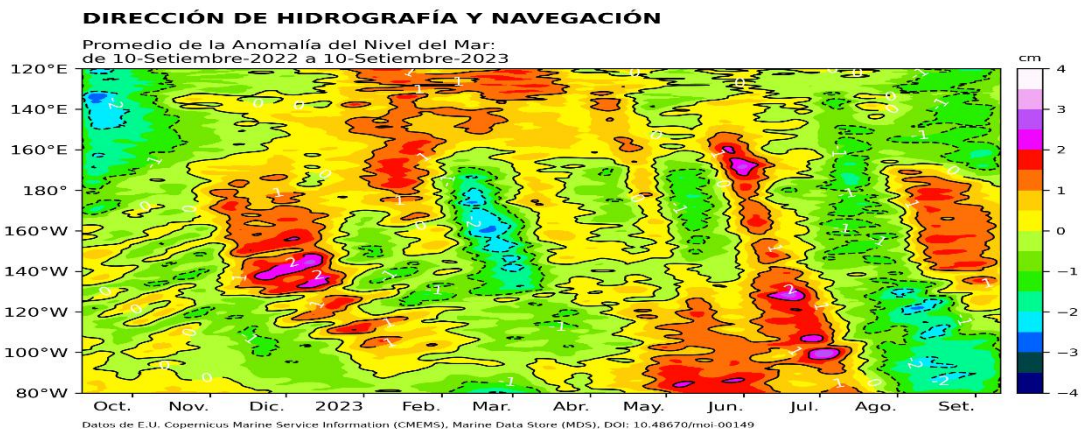 DIRECCIÓN DE HIDROGRAFÍA Y NAVEGACIÓN
Promedio de la Anomalía del Nivel del Mar:
de 10-Setiembre-2022 a 10-Setiembre-2023
cm
120°E
140°E
160°E
180°
160°W
140°W
120°W
100°W
80°W
4
3
2
1
0
−1
−2
−3
−4
Oct. Nov. Dic. 2023 Feb. Mar. Abr. May. Jun. Jul. Ago. Set.
Datos de E.U. Copernicus Marine Service Information (CMEMS), Marine Data Store (MDS), DOI: 10.48670/moi-00149